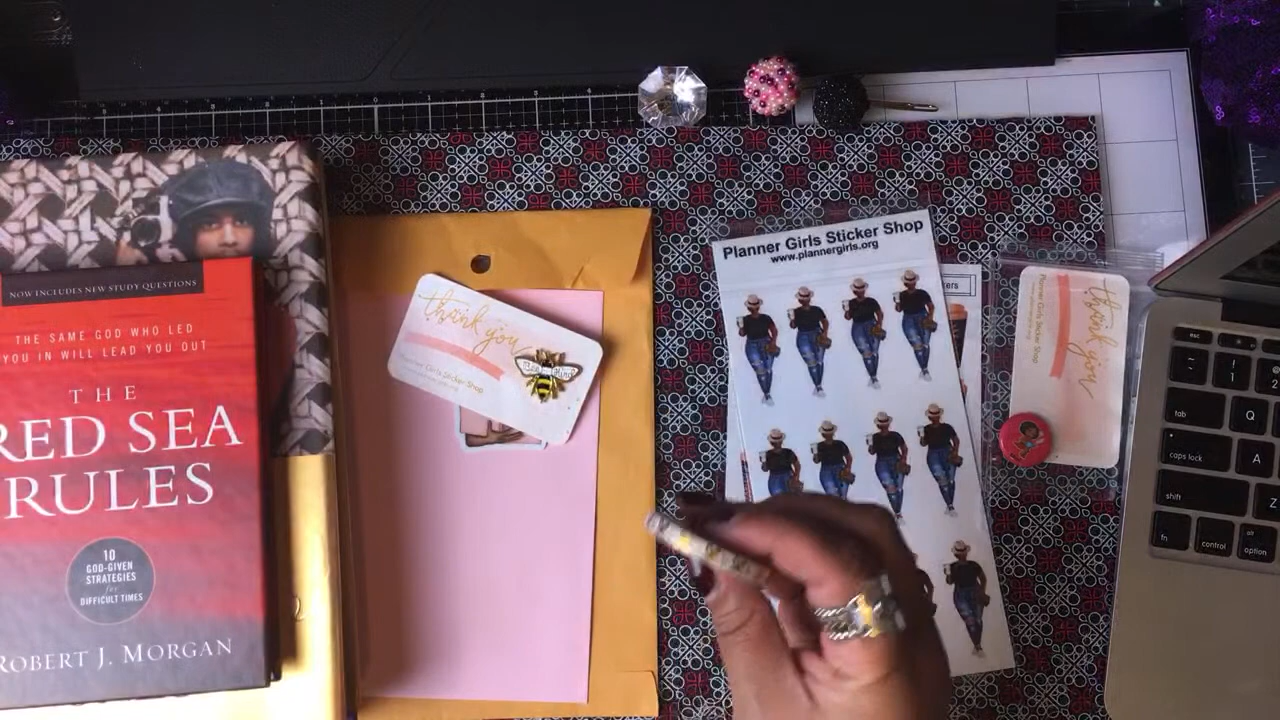 NOW INCLUDES NEW STUDY QUESTIONS
THE SAME GOD WHO LED
YOU IN WILL LEAD YOU OUT
THE
RED SEA
RULES
10
GOD-GIVEN
STRATEGIES
for
DIFFICULT TIMES
ROBERT J. MORGAN
thank you
Planner Girls Sticker Shop
Planner Girls Sticker Shop
www.plannergirls.org
thank you
Planner Girls Sticker Shop
esc
tab
Q
caps lock
A
shift
Z
fn
control
option